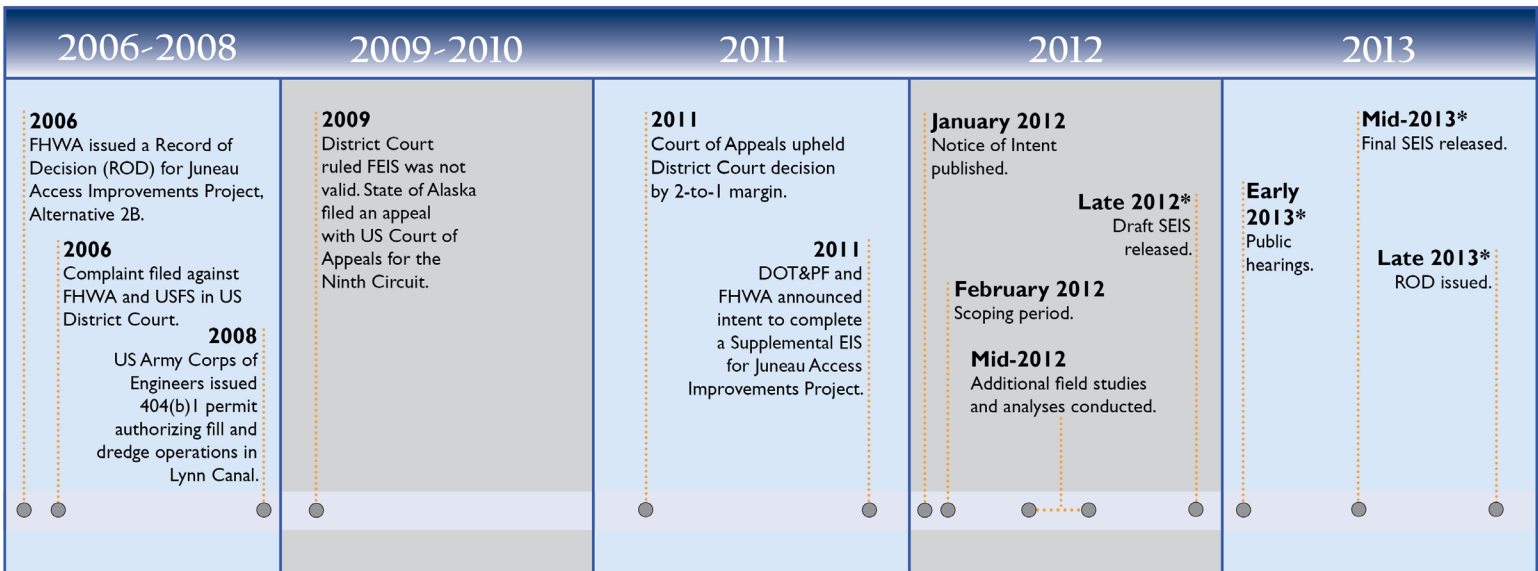 2006-2008
2009-2010
2011
2012
2013
2006
FHWA issued a Record of
Decision (ROD) for Juneau
Access Improvements Project,
Alternative 2B.
2006
Complaint filed against
FHWA and USFS in US
District Court.
2008
US Army Corps of
Engineers issued
404(b)1 permit
authorizing fill and
dredge operations in
Lynn Canal.
2009
District Court
ruled FEIS was not
valid. State of Alaska
filed an appeal
with US Court of
Appeals for the
Ninth Circuit.
2011
Court of Appeals upheld
District Court decision
by 2-to-1 margin.
2011
DOT&PF and
FHWA announced
intent to complete
a Supplemental EIS
for Juneau Access
Improvements Project.
January 2012
Notice of Intent
published.
Late 2012*
Draft SEIS
released.
February 2012
Scoping period.
Mid-2012
Additional field studies
and analyses conducted.
Early
2013*
Public
hearings.
Mid-2013*
Final SEIS released.
Late 2013*
ROD issued.